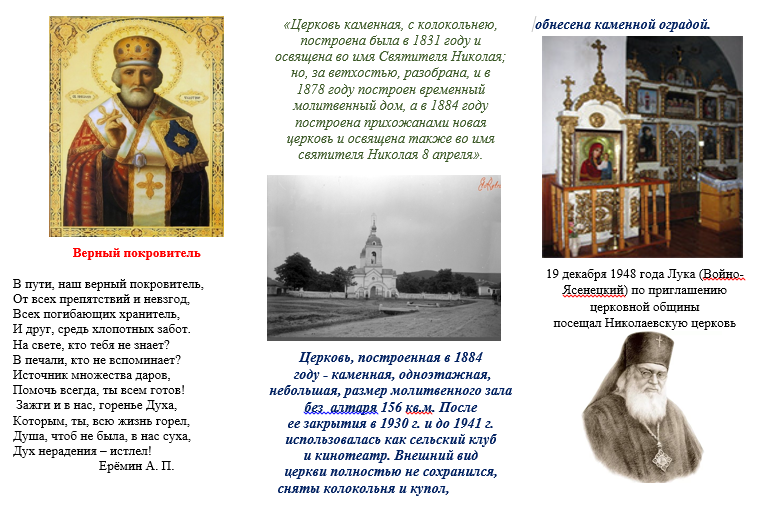 Верный покровитель
В пути, наш верный покровитель,
От всех препятствий и невзгод,
Всех погибающих хранитель,
И друг, средь хлопотных забот.
На свете, кто тебя не знает?
В печали, кто не вспоминает?
Источник множества даров,
Помочь всегда, ты всем готов!
Зажги и в нас, горенье Духа,
Которым, ты, всю жизнь горел,
Душа, чтоб не была, в нас суха,
Дух нерадения – истлел!
Ерёмин А. П.
«Церковь каменная, с колокольнею,
построена была в 1831 году и
освящена во имя Святителя Николая;
но, за ветхостью, разобрана, и в
1878 году построен временный
молитвенный дом, а в 1884 году
построена прихожанами новая
церковь и освящена также во имя
святителя Николая 8 апреля».
Церковь, построенная в 1884
году - каменная, одноэтажная,
небольшая, размер молитвенного зала
без алтаря 156 кв.м. После
ее закрытия в 1930 г. и до 1941 г.
использовалась как сельский клуб
и кинотеатр. Внешний вид
церкви полностью не сохранился,
сняты колокольня и купол,
обнесена каменной оградой.
19 декабря 1948 года Лука (Войно-
Ясенецкий) по приглашению
церковной общины
посещал Николаевскую церковь